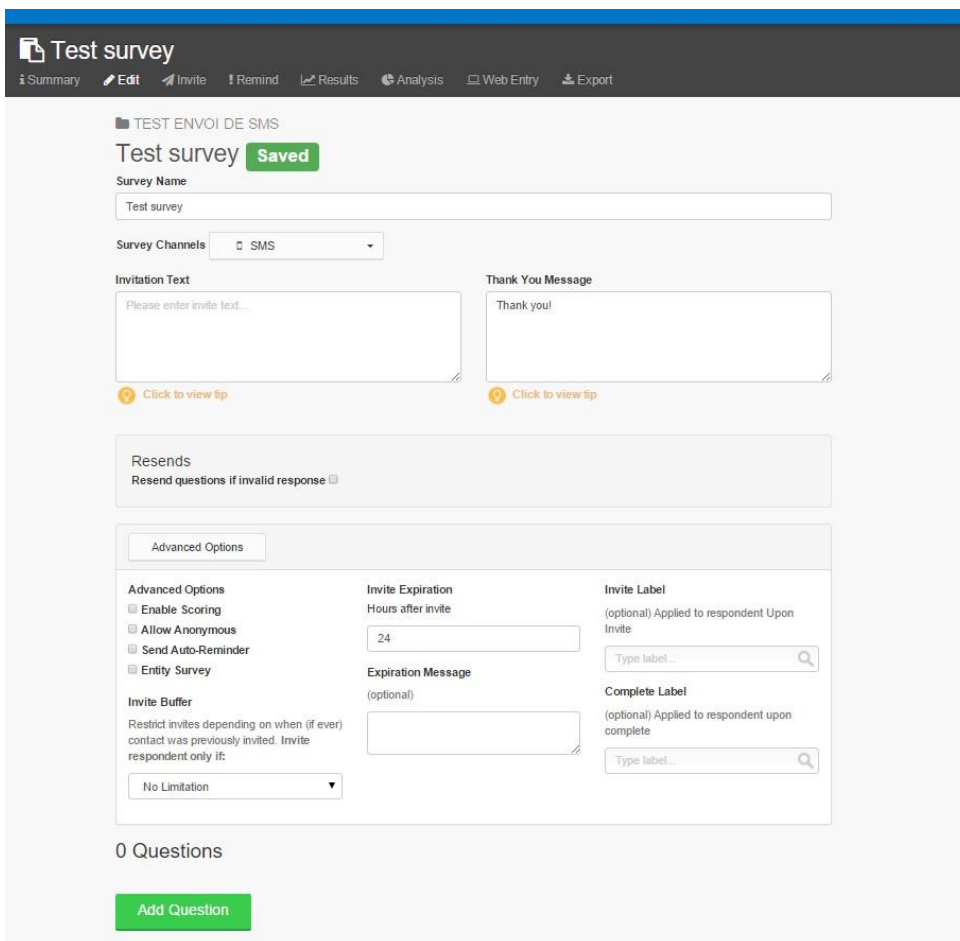 Test survey
Summary Edit Invite Remind Results Analysis Web Entry Export
TEST ENVOI DE SMS
Test survey Saved
Survey Name
Test survey
Survey Channels SMS
Invitation Text
Please enter invite text...
Click to view tip
Thank You Message
Thank you!
Click to view tip
Resends
Resend questions if invalid response
Advanced Options
Advanced Options
Enable Scoring
Allow Anonymous
Send Auto-Reminder
Entity Survey
Invite Buffer
Restrict invites depending on when (if ever)
contact was previously invited. Invite
respondent only if:
No Limitation
Invite Expiration
Hours after invite
24
Expiration Message
(optional)
Invite Label
(optional) Applied to respondent Upon
Invite
Type label...
Complete Label
(optional) Applied to respondent upon
complete
Type label...
0 Questions
Add Question